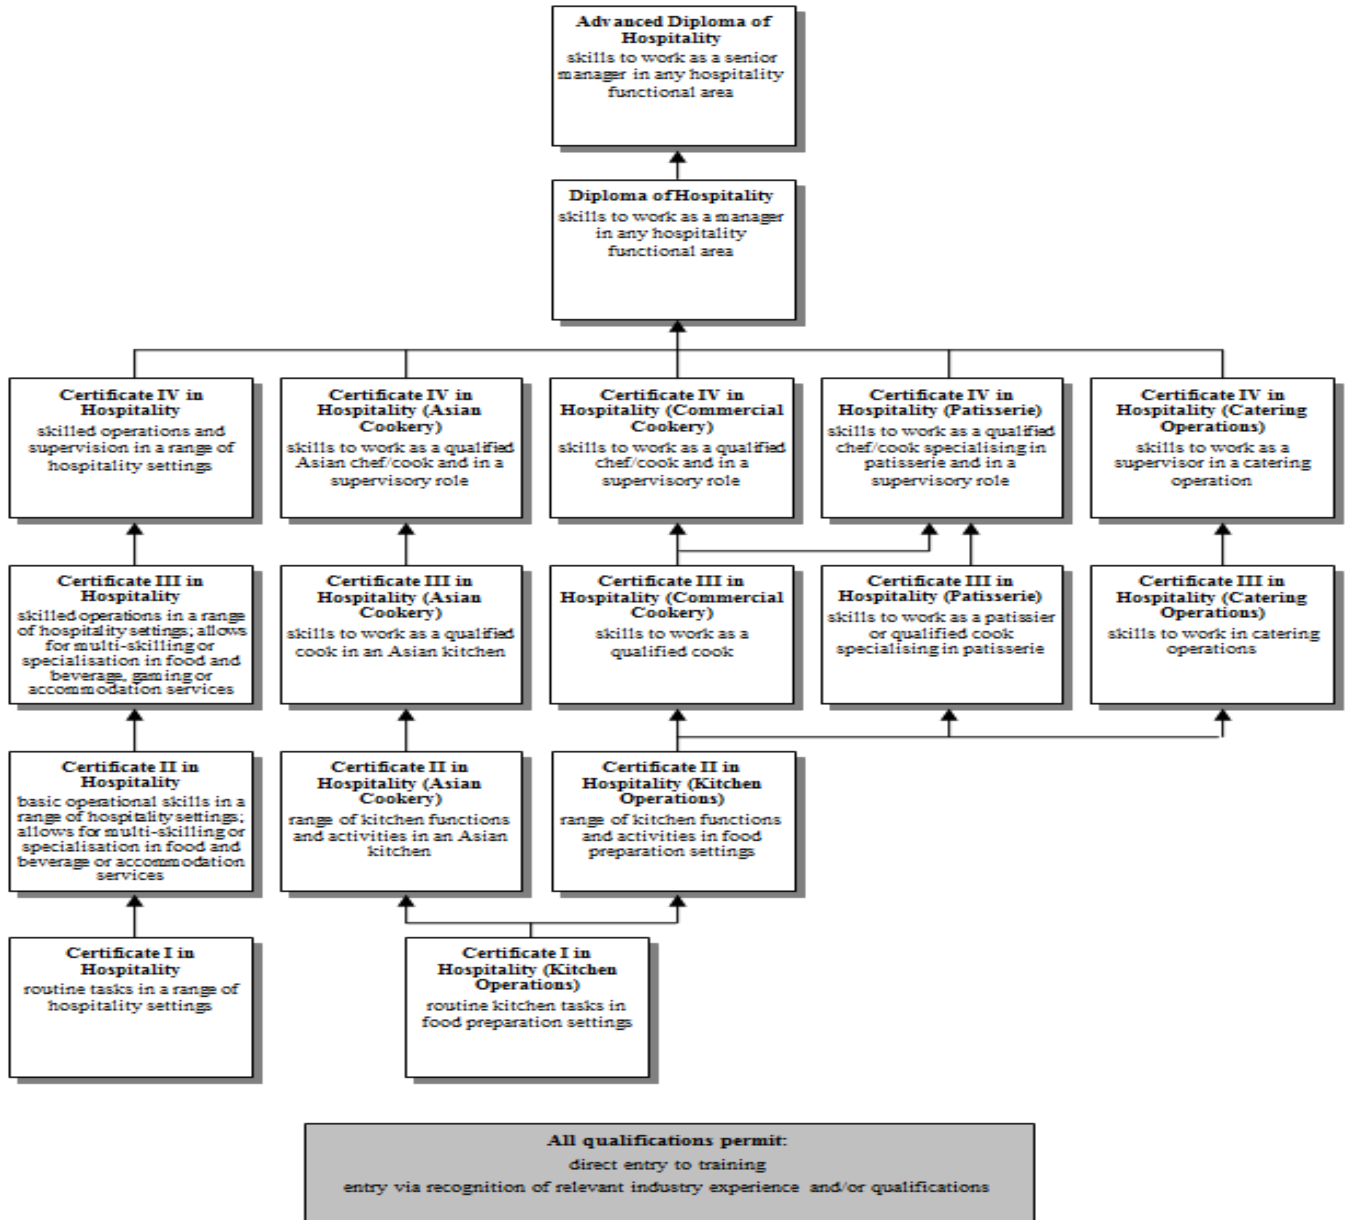 Advanced Diploma of
Hospitality
skills to work as a senior
manager in any hospitality
functional area
Diploma of Hospitality
skills to work as a manager
in any hospitality
functional area
Certificate IV in
Hospitality
skilled operations and
supervision in a range of
hospitality settings
Certificate IV in
Hospitality (Asian
Cookery)
skills to work as a qualified
Asian chef/cook and in a
supervisory role
Certificate IV in
Hospitality (Commercial
Cookery)
skills to work as a qualified
chef/cook and in a
supervisory role
Certificate IV in
Hospitality (Patisserie)
skills to work as a qualified
chef/cook specialising in
patisserie and in a
supervisory role
Certificate IV in
Hospitality (Catering
Operations)
skills to work as a
supervisor in a catering
operation
Certificate III in
Hospitality
skilled operations in a range
of hospitality settings; allows
for multi-skilling or
specialisation in food and
beverage, gaming or
accommodation services
Certificate III in
Hospitality (Asian
Cookery)
skills to work as a qualified
cook in an Asian kitchen
Certificate III in
Hospitality (Commercial
Cookery)
skills to work as a
qualified cook
Certificate III in
Hospitality (Patisserie)
skills to work as a patissier
or qualified cook
specialising in patisserie
Certificate III in
Hospitality (Catering
Operations)
skills to work in catering
operations
Certificate II in
Hospitality
basic operational skills in a
range of hospitality settings;
allows for multi-skilling or
specialisation in food and
beverage or accommodation
services
Certificate II in
Hospitality (Asian
Cookery)
range of kitchen functions
and activities in an Asian
kitchen
Certificate II in
Hospitality (Kitchen
Operations)
range of kitchen functions
and activities in food
preparation settings
Certificate I in
Hospitality
routine tasks in a range of
hospitality settings
Certificate I in
Hospitality (Kitchen
Operations)
routine kitchen tasks in
food preparation settings
All qualifications permit:
direct entry to training
entry via recognition of relevant industry experience and/or qualifications